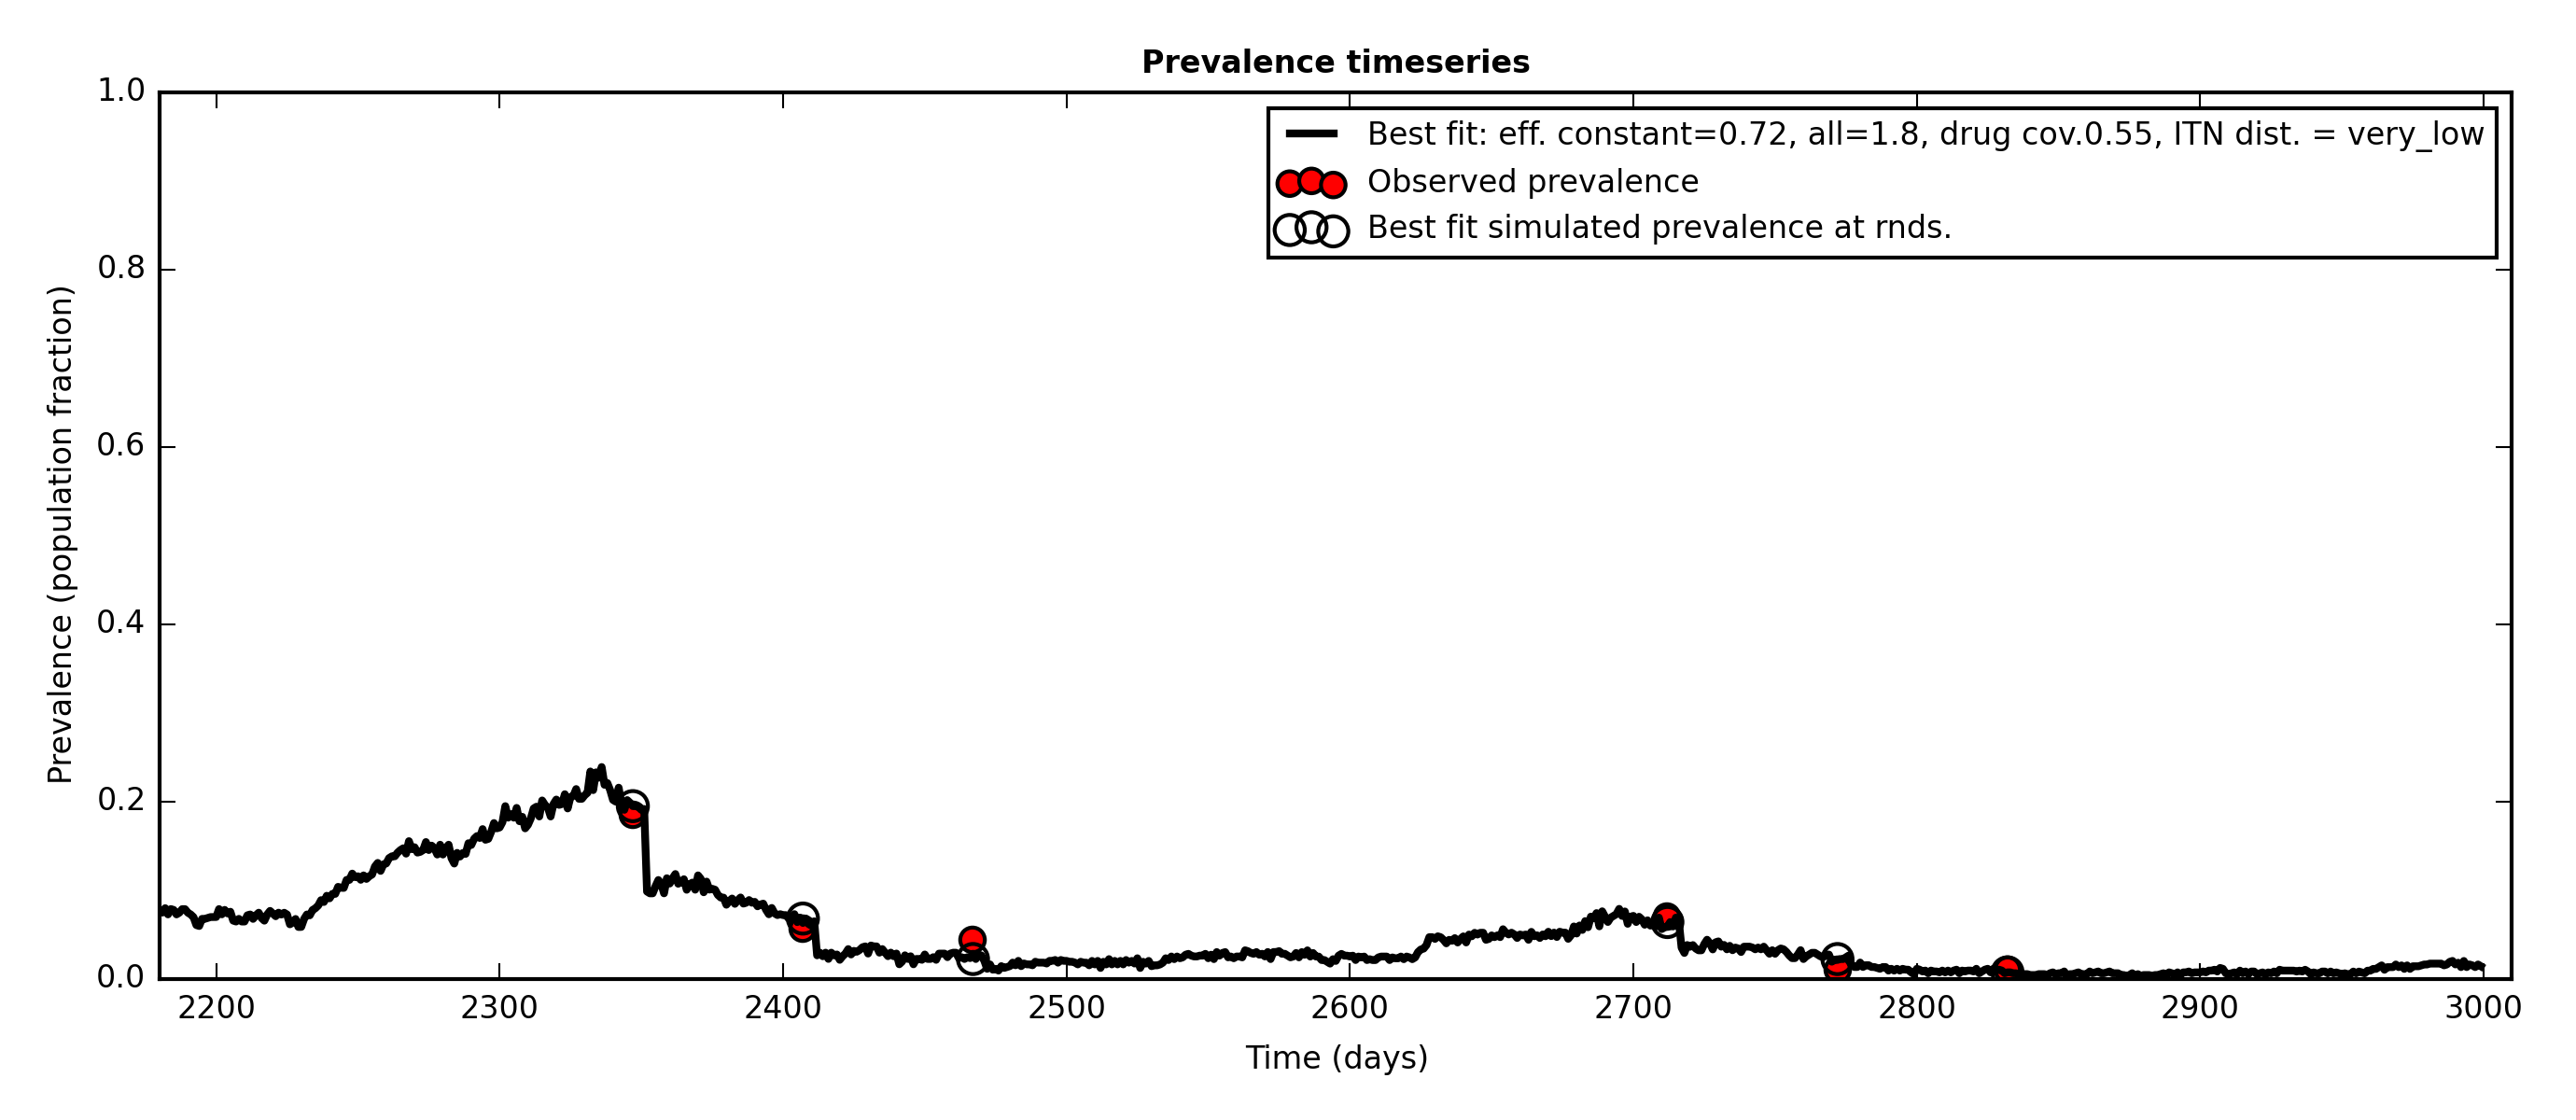 Prevalence timeseries
Best fit: eff. constant=0.72, all=1.8, drug cov.0.55, ITN dist. = very_low
Observed prevalence
Best fit simulated prevalence at rnds.
Prevalence (population fraction)
1.0
0.8
0.6
0.4
0.2
0.0
2200 2300 2400 2500 2600 2700 2800 2900 3000
Time (days)